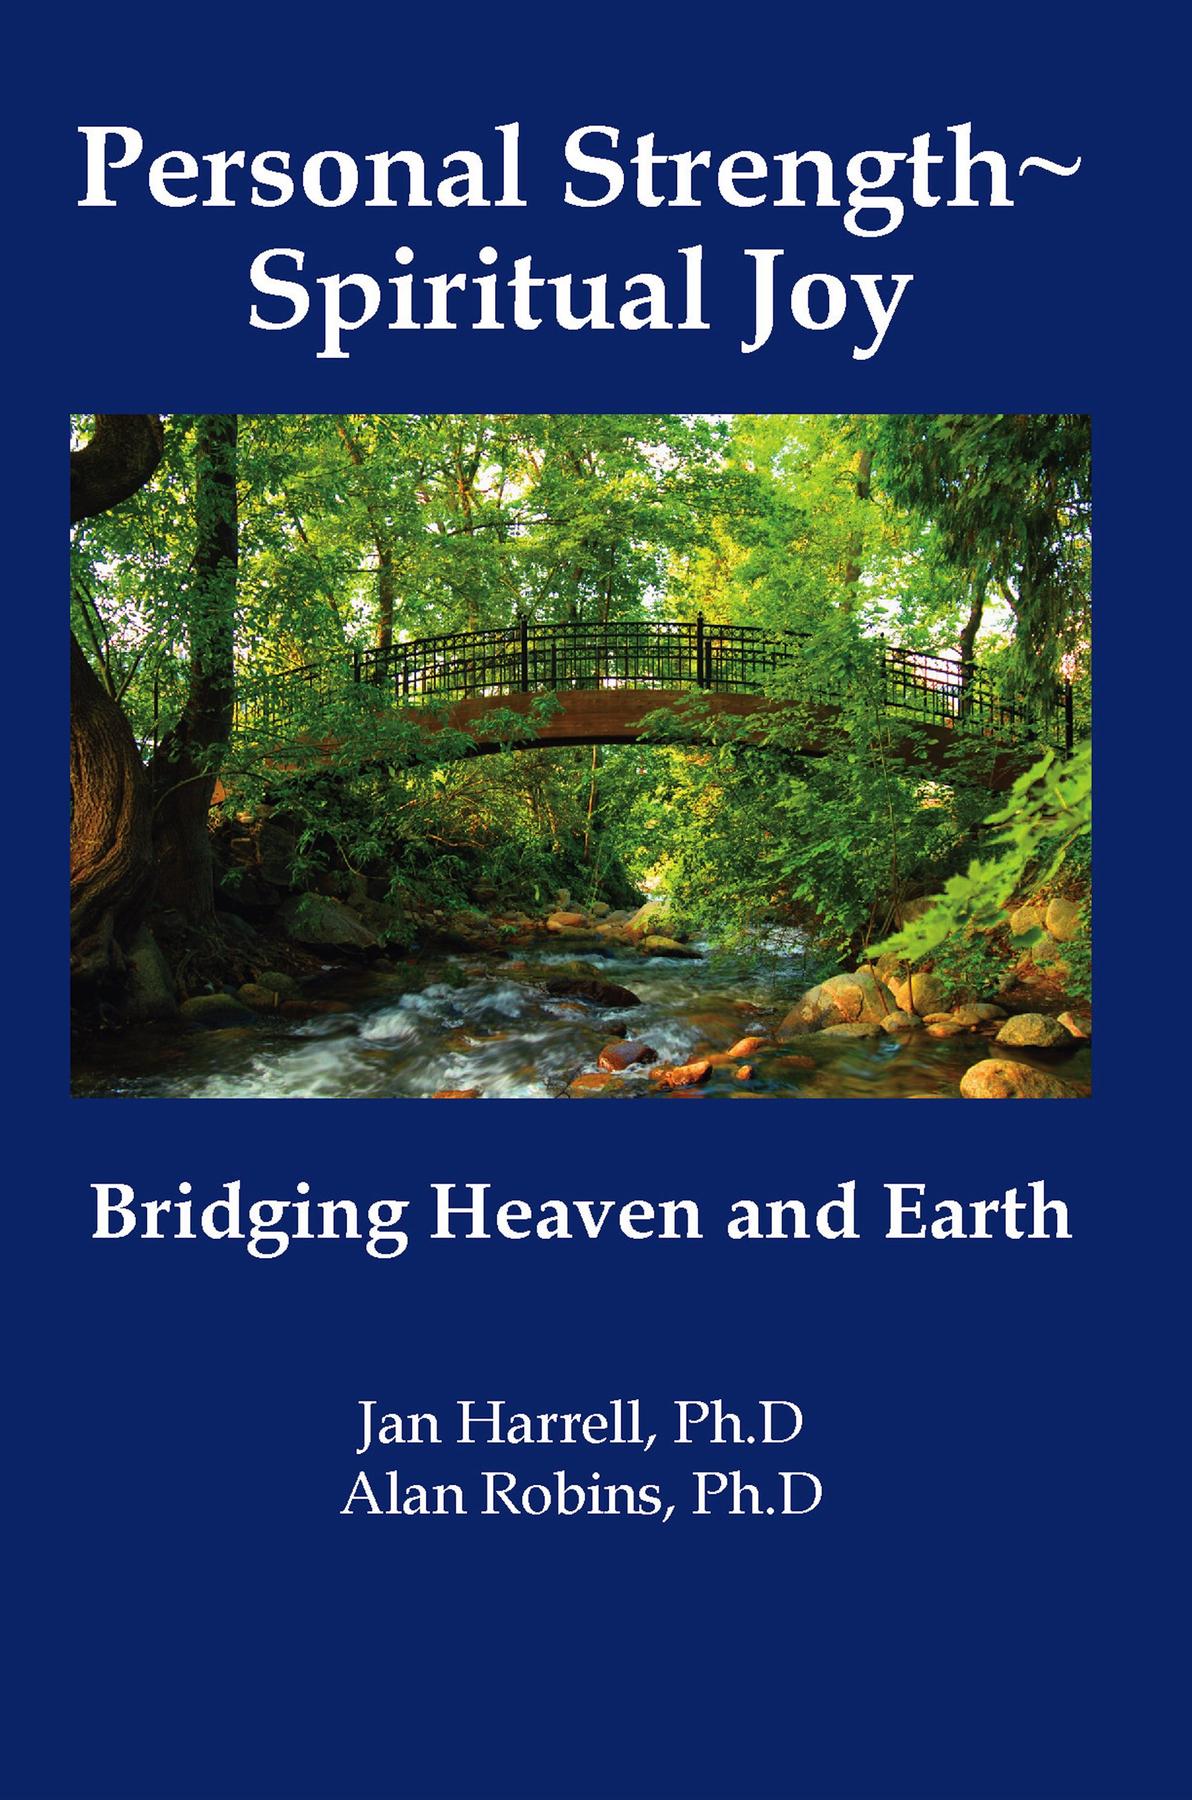 Personal Strength~
Spiritual Joy
Bridging Heaven and Earth
Jan Harrell, Ph.D
Alan Robins, Ph.D